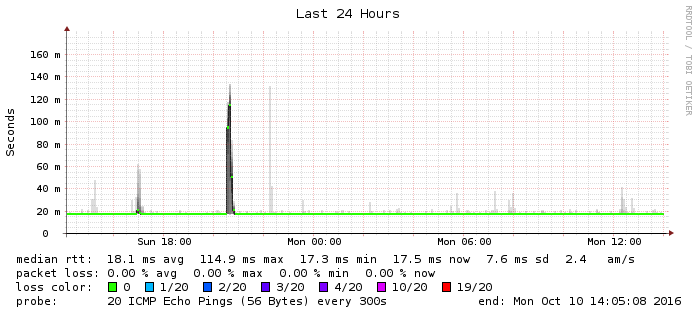 Last 24 Hours
RRDTOOL / TOBI OETIKER
Seconds
160 m
140 m
120 m
100 m
80 m
60 m
40 m
20 m
0
Sun 18:00 Mon 00:00 Mon 06:00 Mon 12:00
median rtt: 18.1 ms avg 114.9 ms max 17.3 ms min 17.5 ms now 7.6 ms sd 2.4 am/s
packet loss: 0.00 % avg 0.00 % max 0.00 % min 0.00 % now
loss color: 0 1/20 2/20 3/20 4/20 10/20 19/20
probe: 20 ICMP Echo Pings (56 Bytes) every 300s end: Mon Oct 10 14:05:08 2016